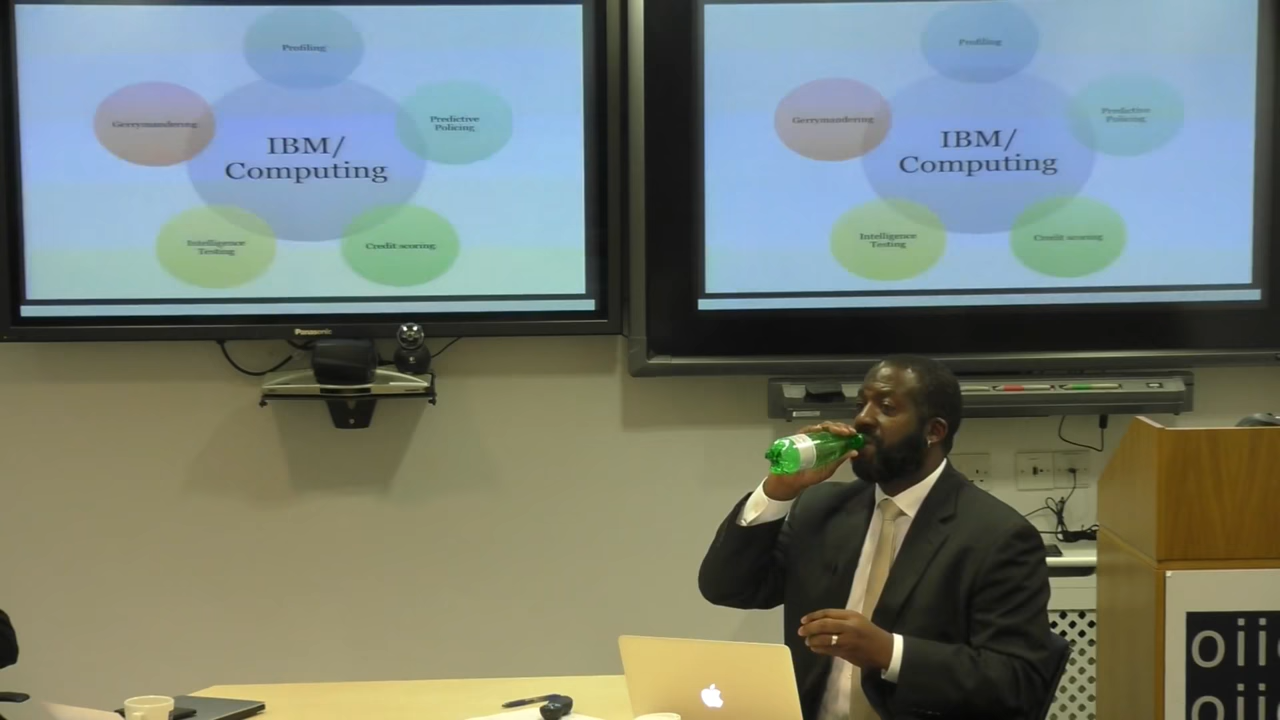 Profiling
Gerrymandering
Predictive
Policing
IBM/
Computing
Intelligence
Testing
Credit scoring
Panasonic
Profiling
Gerrymandering
Predictive
Policing
IBM/
Computing
Intelligence
Testing
Credit scoring
oii
oii